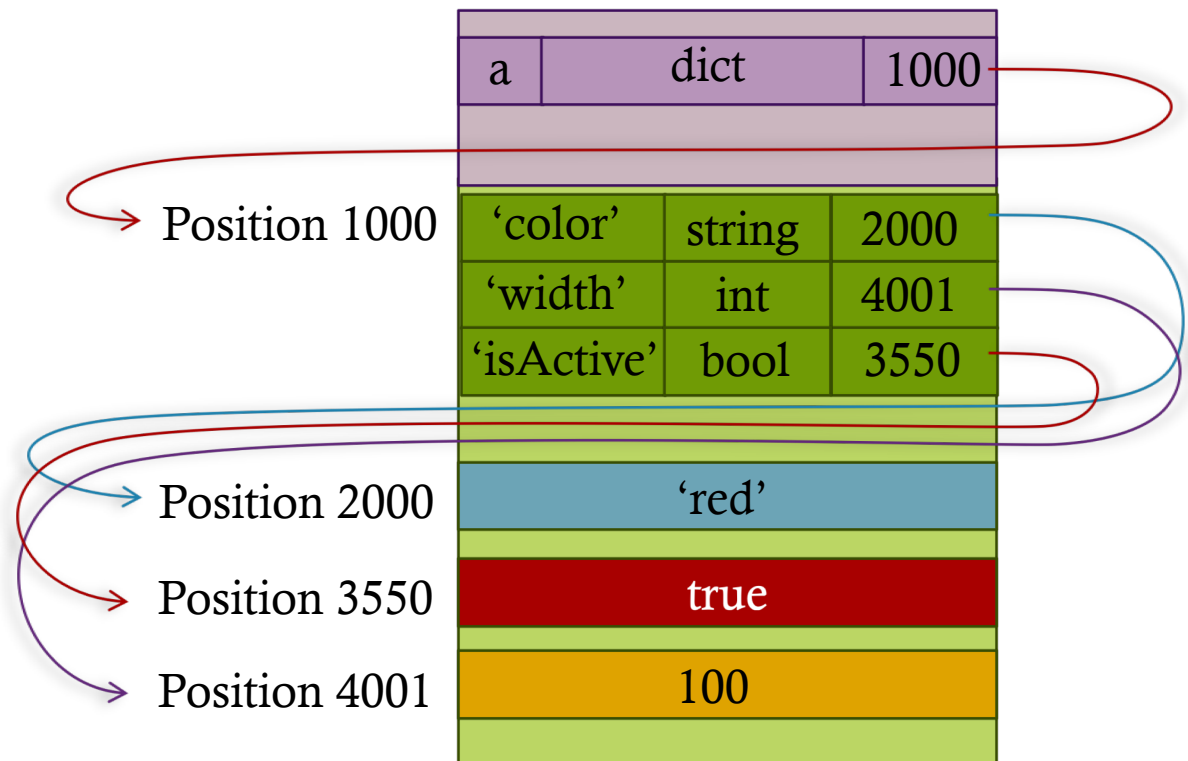 a dict 1000
Position 1000 ‘color’ string 2000
‘width’ int 4001
‘isActive’ bool 3550
Position 2000 ‘red’
Position 3550 true
Position 4001 100